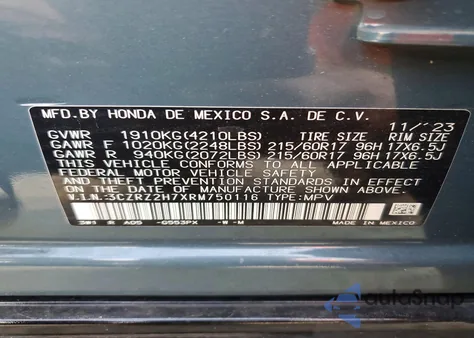 MFD.BY HONDA DE MEXICO S.A. DE C.V.
11/'23
GVWR 1910KG(4210LBS) TIRE SIZE RIM SIZE
GAWR F 1020KG(2248LBS) 215/60R17 96H 17X6.5J
GAWR R 940KG(2072LBS) 215/60R17 96H 17X6.5J
THIS VEHICLE CONFORMS TO ALL APPLICABLE
FEDERAL MOTOR VEHICLE SAFETY AND
THEFT PREVENTION STANDARDS IN EFFECT ON
THE DATE OF MANUFACTURE SHOWN ABOVE.
V.I.N.:3CZRZ2H7XRM750116 TYPE:MPV
-W-M
MADE IN MEXICO
autoSnap